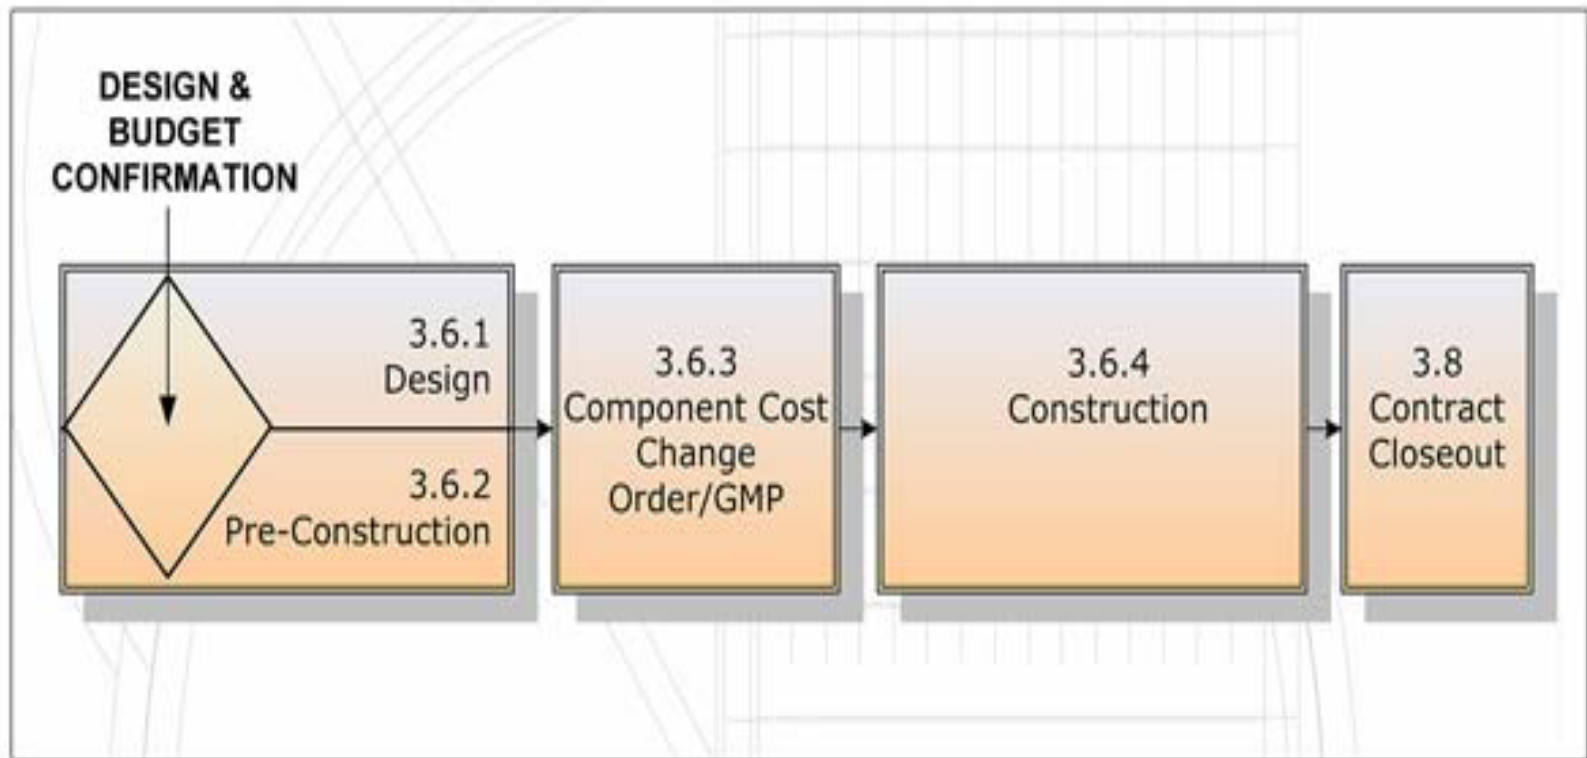 DESIGN &
BUDGET
CONFIRMATION
3.6.1
Design
3.6.2
Pre-Construction
3.6.3
Component Cost
Change
Order/GMP
3.6.4
Construction
3.8
Contract
Closeout